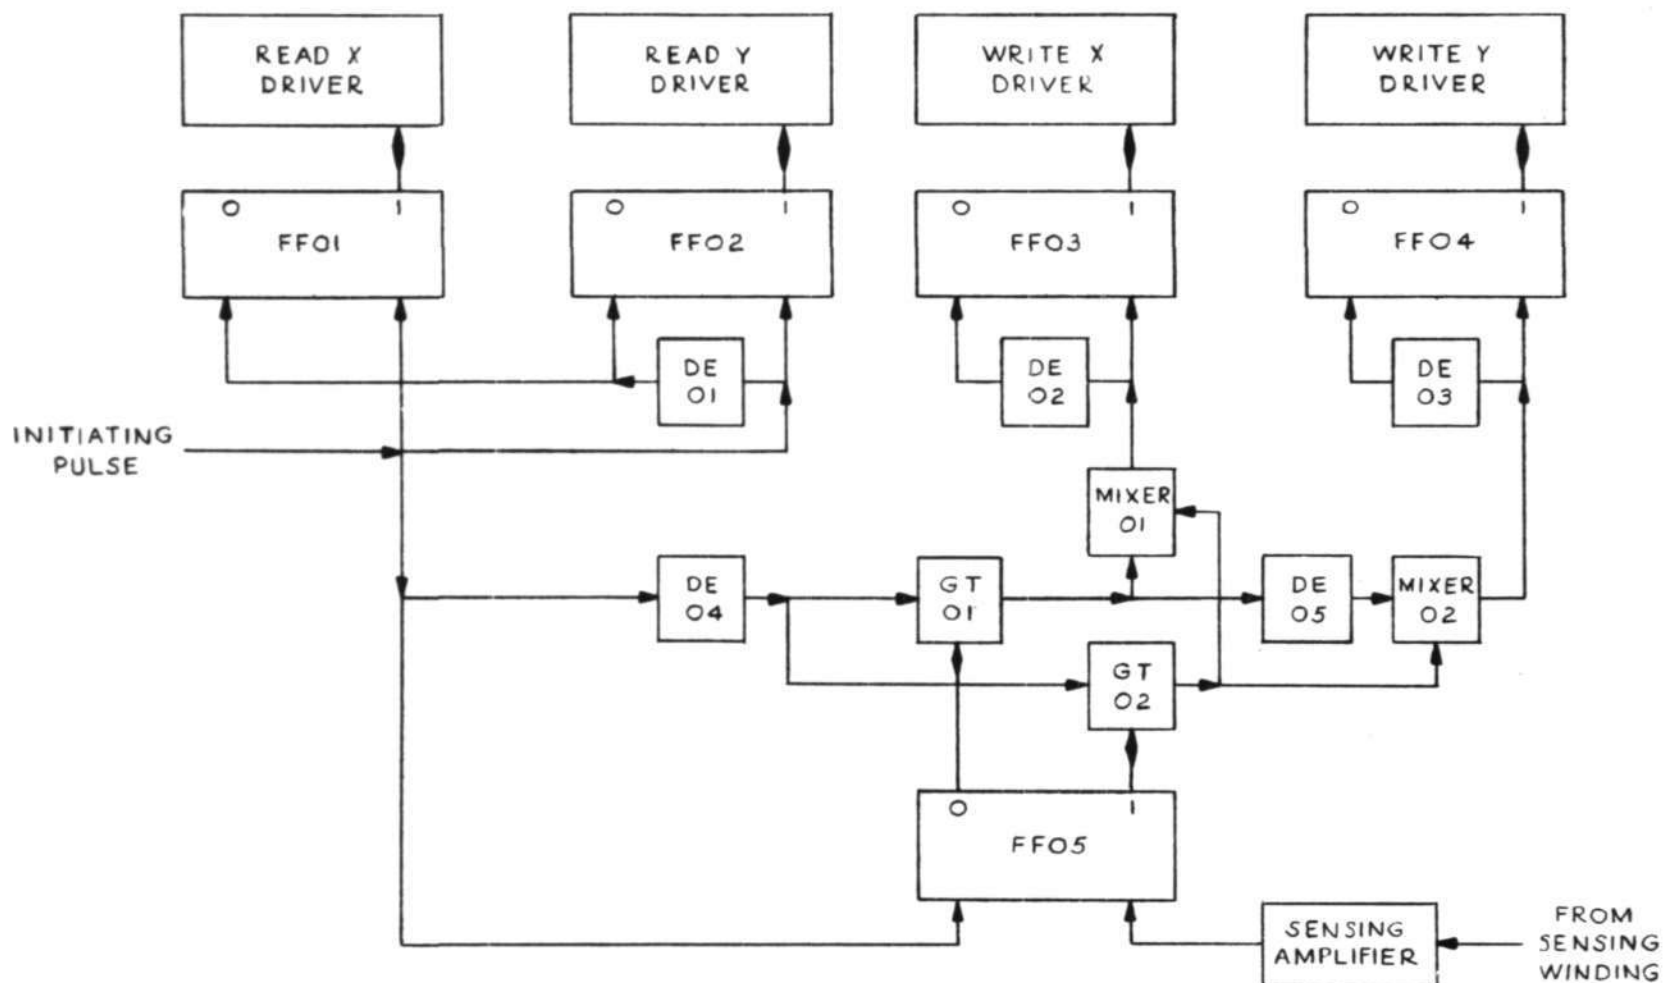 READ X
DRIVER
READ Y
DRIVER
WRITE X
DRIVER
WRITE Y
DRIVER
0 1
FF01
0 1
FF02
0 1
FF03
0 1
FF04
DE
01
DE
02
DE
03
INITIATING
PULSE
MIXER
01
DE
04
GT
01
DE
05
MIXER
02
GT
02
0 1
FF05
SENSING
AMPLIFIER
FROM
SENSING
WINDING